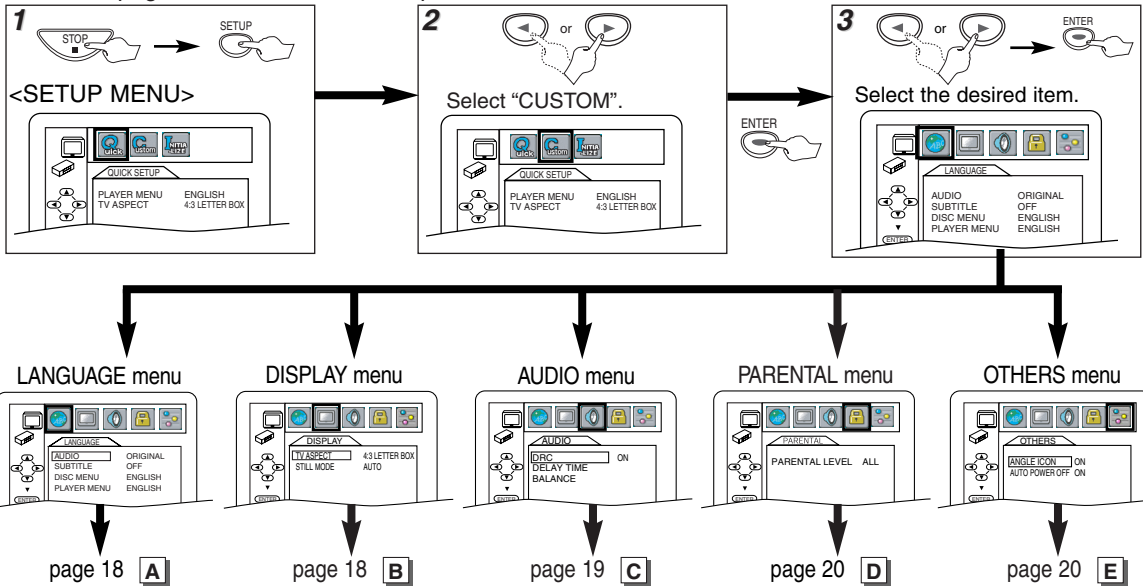 1
STOP
SETUP
<SETUP MENU>
Quick Custom INITIALIZE
QUICK SETUP
PLAYER MENU ENGLISH
TV ASPECT 4:3 LETTER BOX
2
or
Select “CUSTOM”.
Quick Custom INITIALIZE
QUICK SETUP
PLAYER MENU ENGLISH
TV ASPECT 4:3 LETTER BOX
ENTER
3
or
ENTER
Select the desired item.
LANGUAGE
AUDIO ORIGINAL
SUBTITLE OFF
DISC MENU ENGLISH
PLAYER MENU ENGLISH
ENTER
LANGUAGE menu
LANGUAGE
AUDIO ORIGINAL
SUBTITLE OFF
DISC MENU ENGLISH
PLAYER MENU ENGLISH
ENTER
page 18 A
DISPLAY menu
DISPLAY
TV ASPECT 4:3 LETTER BOX
STILL MODE AUTO
ENTER
page 18 B
AUDIO menu
AUDIO
DRC ON
DELAY TIME
BALANCE
ENTER
page 19 C
PARENTAL menu
PARENTAL
PARENTAL LEVEL ALL
ENTER
page 20 D
OTHERS menu
OTHERS
ANGLE ICON ON
AUTO POWER OFF ON
ENTER
page 20 E